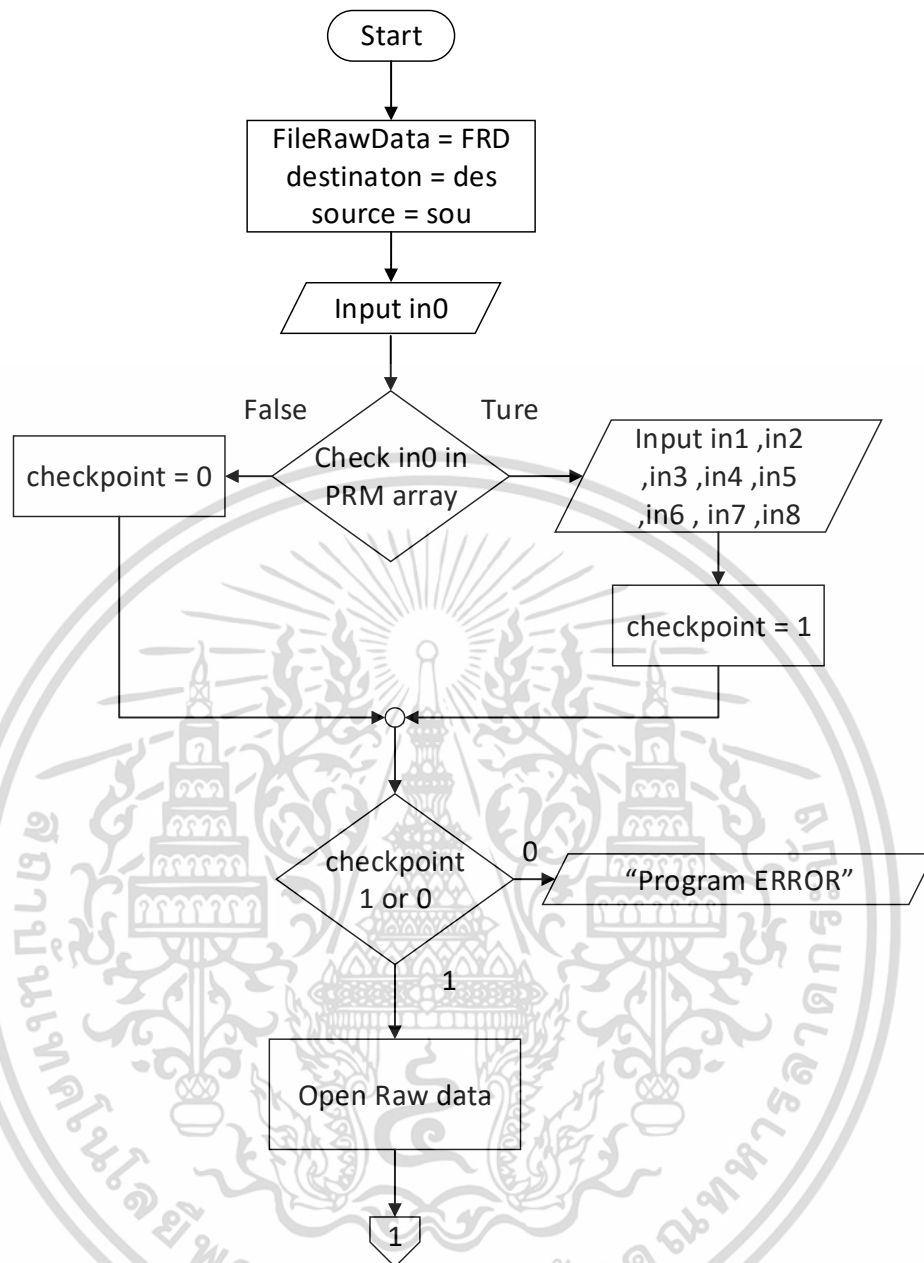 Start
FileRawData = FRD
destinaton = des
source = sou
Input in0
False
Ture
Check in0 in
PRM array
checkpoint = 0
Input in1 ,in2
,in3 ,in4 ,in5
,in6 , in7 ,in8
checkpoint = 1
checkpoint
1 or 0
0
“Program ERROR”
1
Open Raw data
1